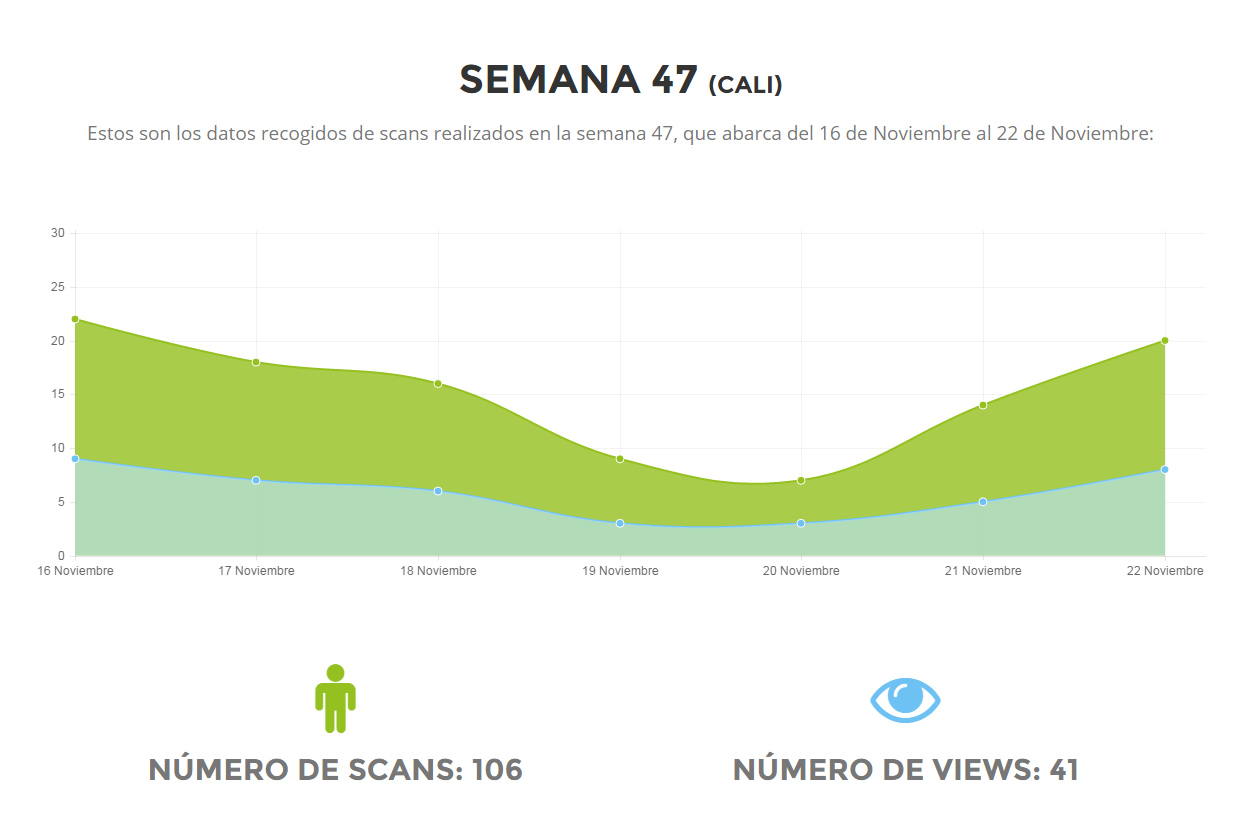 SEMANA 47 (CALI)
Estos son los datos recogidos de scans realizados en la semana 47, que abarca del 16 de Noviembre al 22 de Noviembre:
30
25
20
15
10
5
0
16 Noviembre 17 Noviembre 18 Noviembre 19 Noviembre 20 Noviembre 21 Noviembre 22 Noviembre
NÚMERO DE SCANS: 106 NÚMERO DE VIEWS: 41